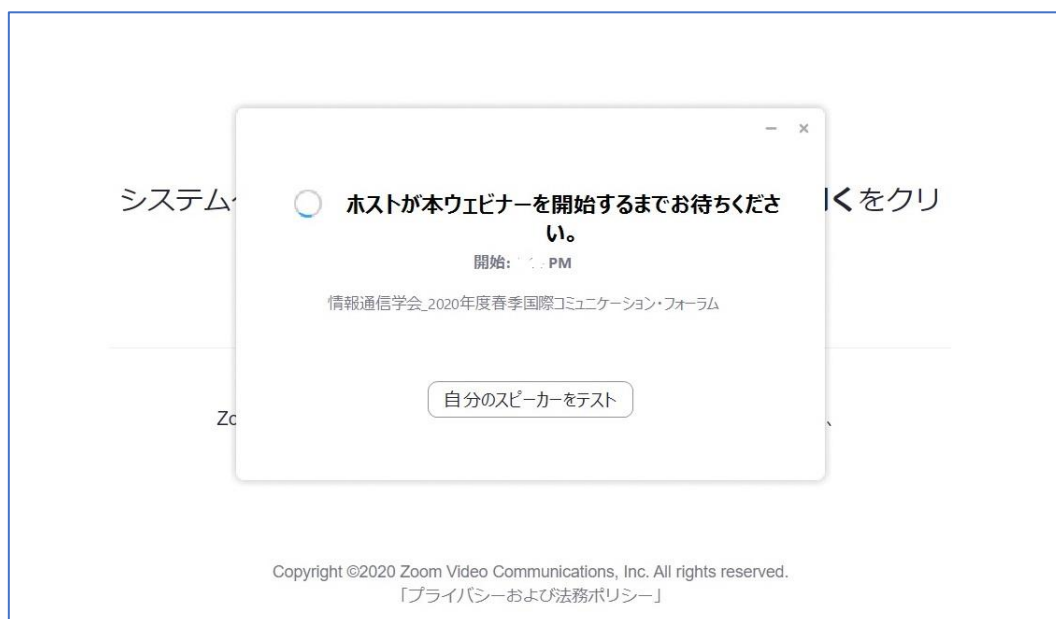 システム
ホストが本ウェビナーを開始するまでお待ちくださ
い。
くをクリ
開始: PM
情報通信学会_2020年度春季国際コミュニケーション・フォーラム
自分のスピーカーをテスト
Zo
、
Copyright ©2020 Zoom Video Communications, Inc. All rights reserved.
「プライバシーおよび法務ポリシー」